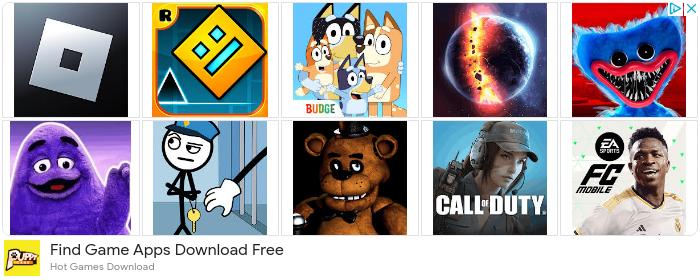 R
BUDGE
CALL OF DUTY
EA
SPORTS
FC
MOBILE
PUPPY
Find Game Apps Download Free
Hot Games Download